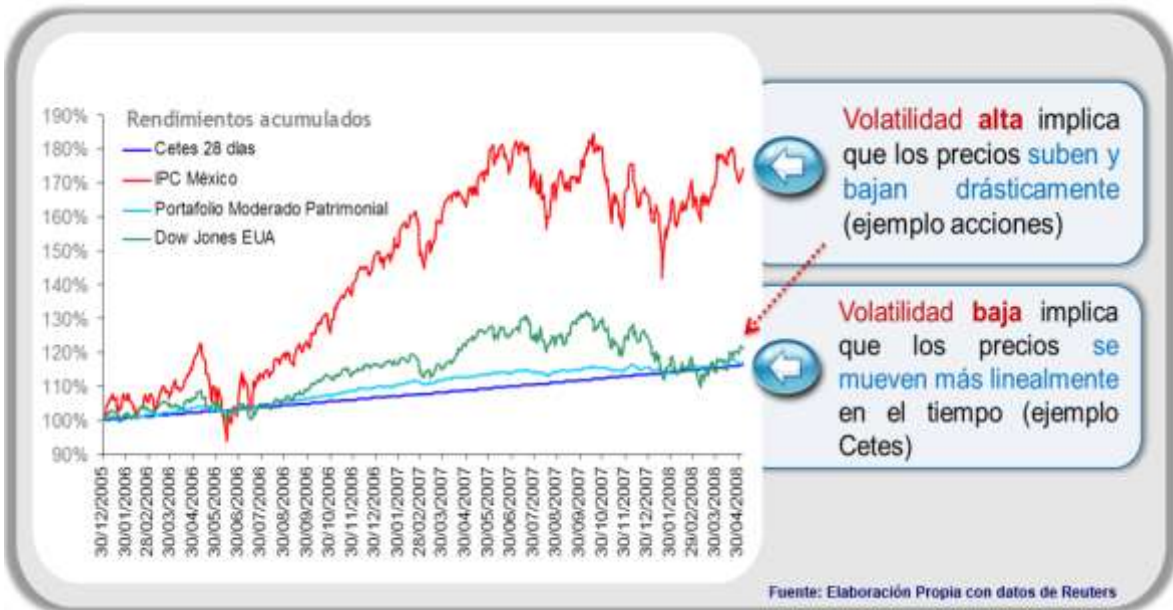 190%
180%
170%
160%
150%
140%
130%
120%
110%
100%
90%
Rendimientos acumulados
Cetes 28 días
IPC México
Portafolio Moderado Patrimonial
Dow Jones EUA
30/12/2005
30/01/2006
28/02/2006
30/03/2006
30/04/2006
30/05/2006
30/06/2006
30/07/2006
30/08/2006
30/09/2006
30/10/2006
30/11/2006
30/12/2006
30/01/2007
28/02/2007
30/03/2007
30/04/2007
30/05/2007
30/06/2007
30/07/2007
30/08/2007
30/09/2007
30/10/2007
30/11/2007
30/12/2007
30/01/2008
29/02/2008
30/03/2008
30/04/2008
Volatilidad alta implica
que los precios suben y
bajan drásticamente
(ejemplo acciones)
Volatilidad baja implica
que los precios se
mueven más linealmente
en el tiempo (ejemplo
Cetes)
Fuente: Elaboración Propia con datos de Reuters